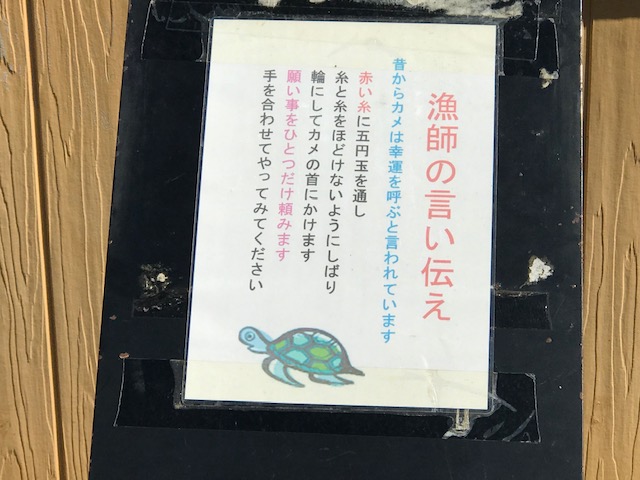 漁師の言い伝え
昔からカメは幸運を呼ぶと言われています
赤い糸に五円玉を通し
糸と糸をほどけないようにしばり
輪にしてカメの首にかけます
願い事をひとつだけ頼みます
手を合わせてやってみてください